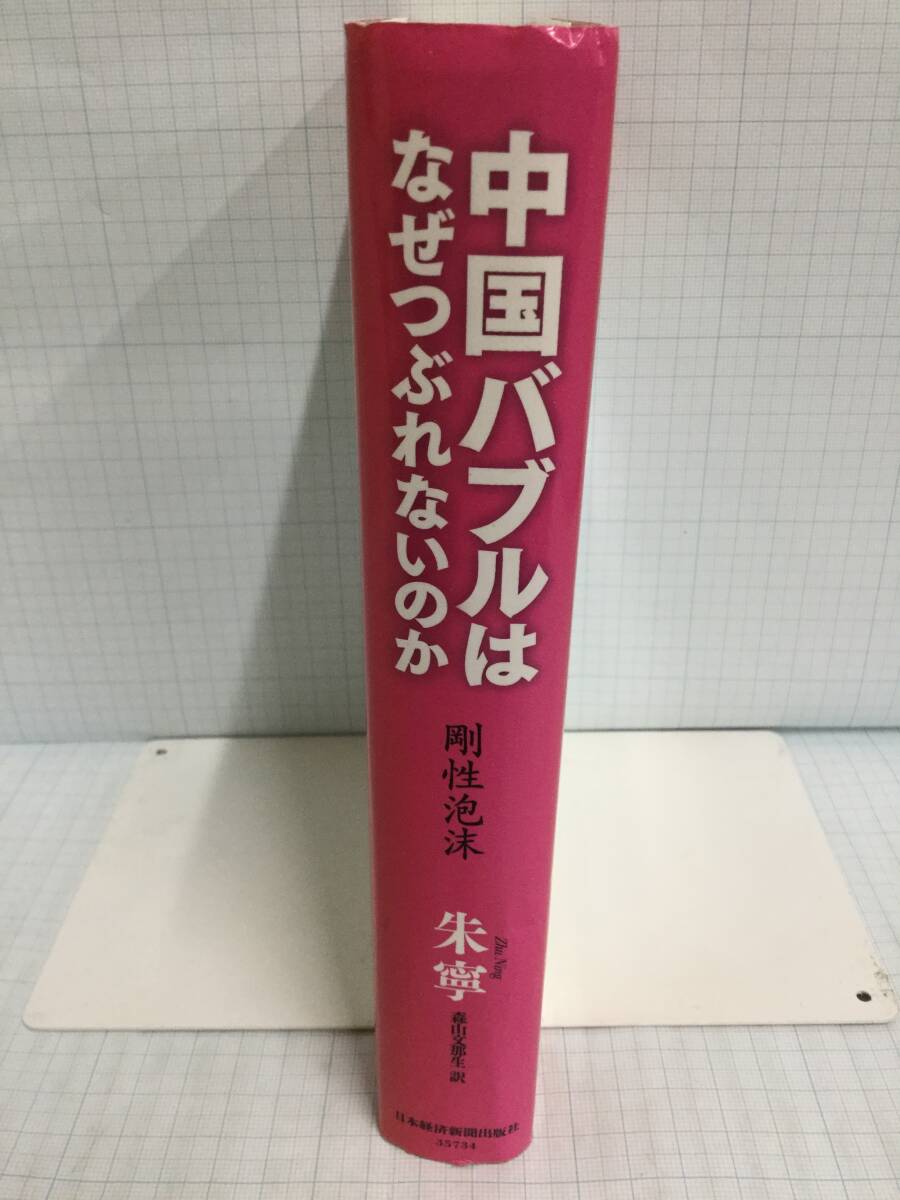 中国バブルは
なぜつぶれないのか
剛性泡沫
朱寧
Zhu Ning
森山文那生 訳
日本経済新聞出版社
35734